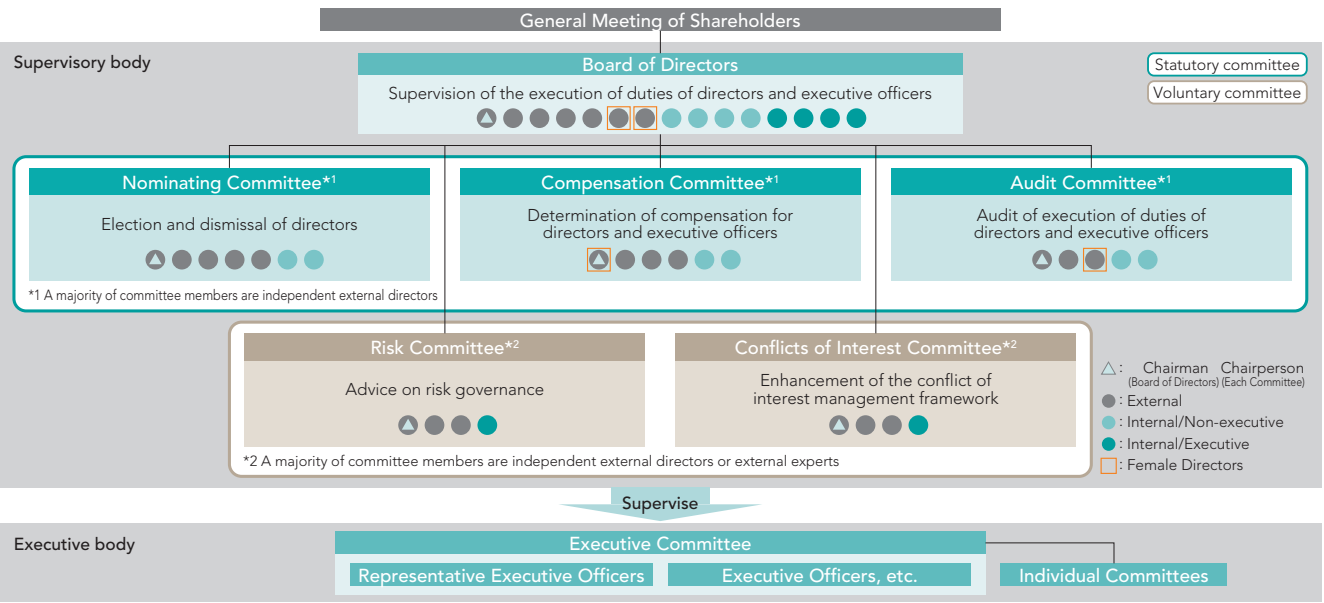 General Meeting of Shareholders
Supervisory body
Board of Directors
Supervision of the execution of duties of directors and executive officers
Statutory committee
Voluntary committee
Nominating Committee*1
Election and dismissal of directors
Compensation Committee*1
Determination of compensation for
directors and executive officers
Audit Committee*1
Audit of execution of duties of
directors and executive officers
*1 A majority of committee members are independent external directors
Risk Committee*2
Advice on risk governance
Conflicts of Interest Committee*2
Enhancement of the conflict of
interest management framework
*2 A majority of committee members are independent external directors or external experts
: Chairman Chairperson
(Board of Directors) (Each Committee)
: External
: Internal/Non-executive
: Internal/Executive
: Female Directors
Supervise
Executive body
Executive Committee
Representative Executive Officers
Executive Officers, etc.
Individual Committees